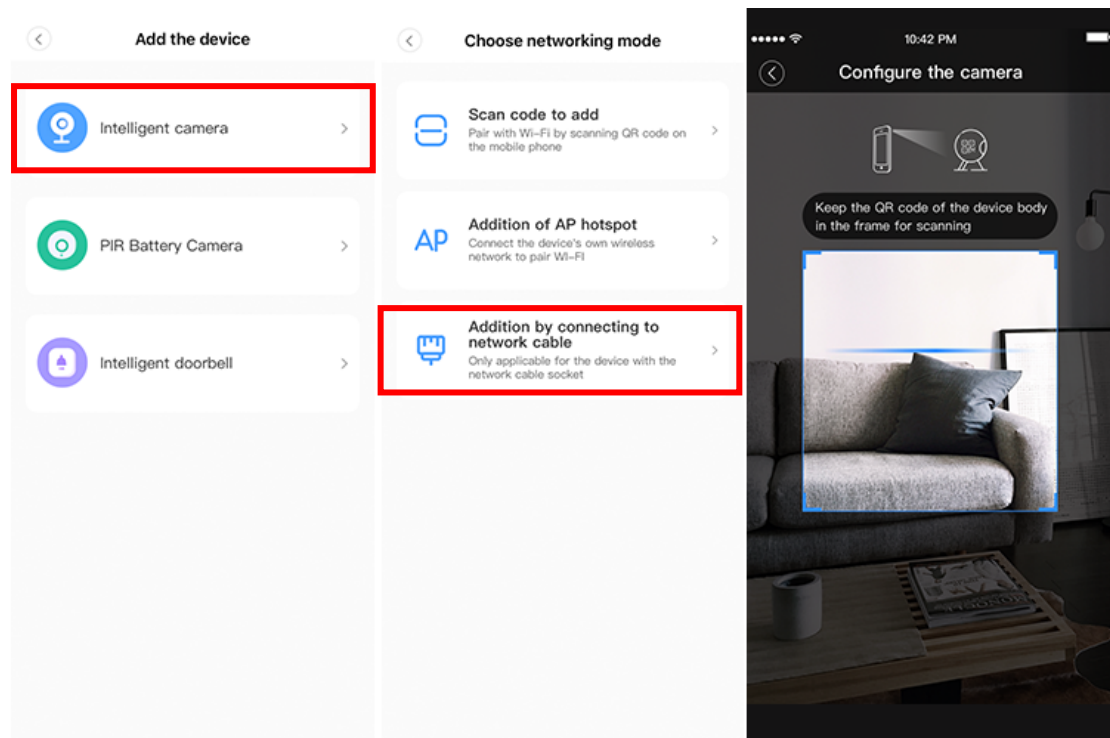 Add the device
Intelligent camera
PIR Battery Camera
Intelligent doorbell
Choose networking mode
Scan code to add
Pair with Wi-Fi by scanning QR code on
the mobile phone
AP
Addition of AP hotspot
Connect the device's own wireless
network to pair WI-FI
Addition by connecting to
network cable
Only applicable for the device with the
network cable socket
10:42 PM
Configure the camera
QR
Keep the QR code of the device body
in the frame for scanning